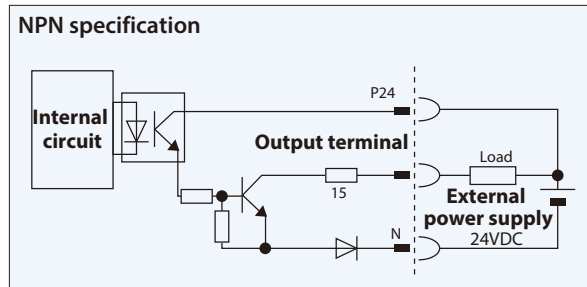 NPN specification
P24
Internal
circuit
Output terminal
Load
15
External
power supply
N
24VDC